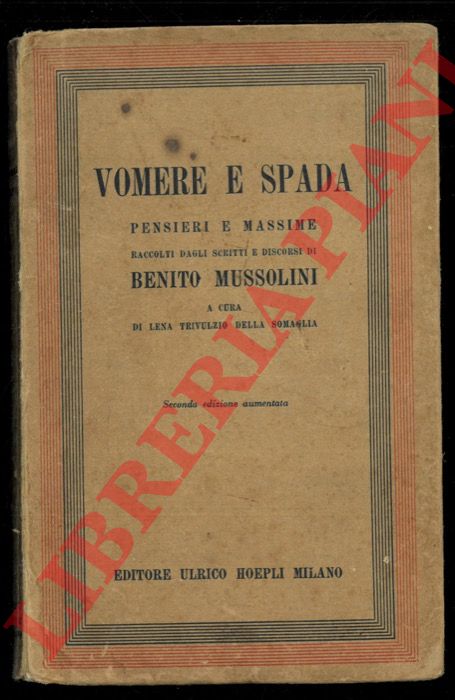 VOMERE E SPADA
PENSIERI E MASSIME
RACCOLTI DAGLI SCRITTI E DISCORSI DI
BENITO MUSSOLINI
A CURA
DI LENA TRIVULZIO DELLA SOMAGLIA
Seconda edizione aumentata
EDITORE ULRICO HOEPLI MILANO
LIBRERIA PIANI